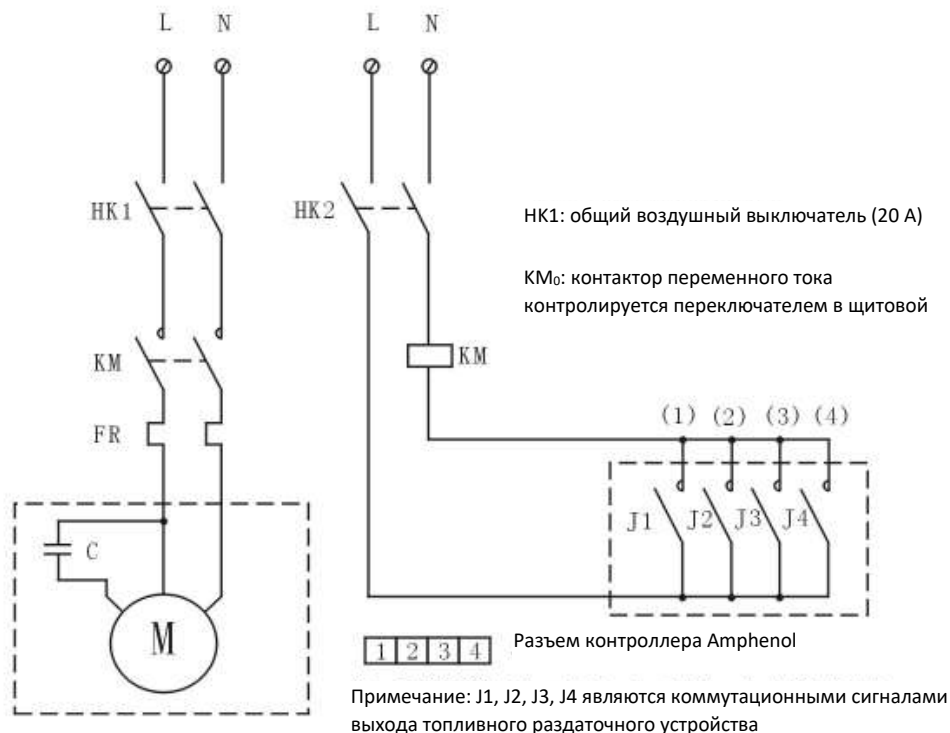 L N L N
HK1
HK2
HK1: общий воздушный выключатель (20 А)
KM₀: контактор переменного тока
контролируется переключателем в щитовой
KM
KM
(1) (2) (3) (4)
FR
J1 J2 J3 J4
C
M
1 2 3 4
Разъем контроллера Amphenol
Примечание: J1, J2, J3, J4 являются коммутационными сигналами
выхода топливного раздаточного устройства